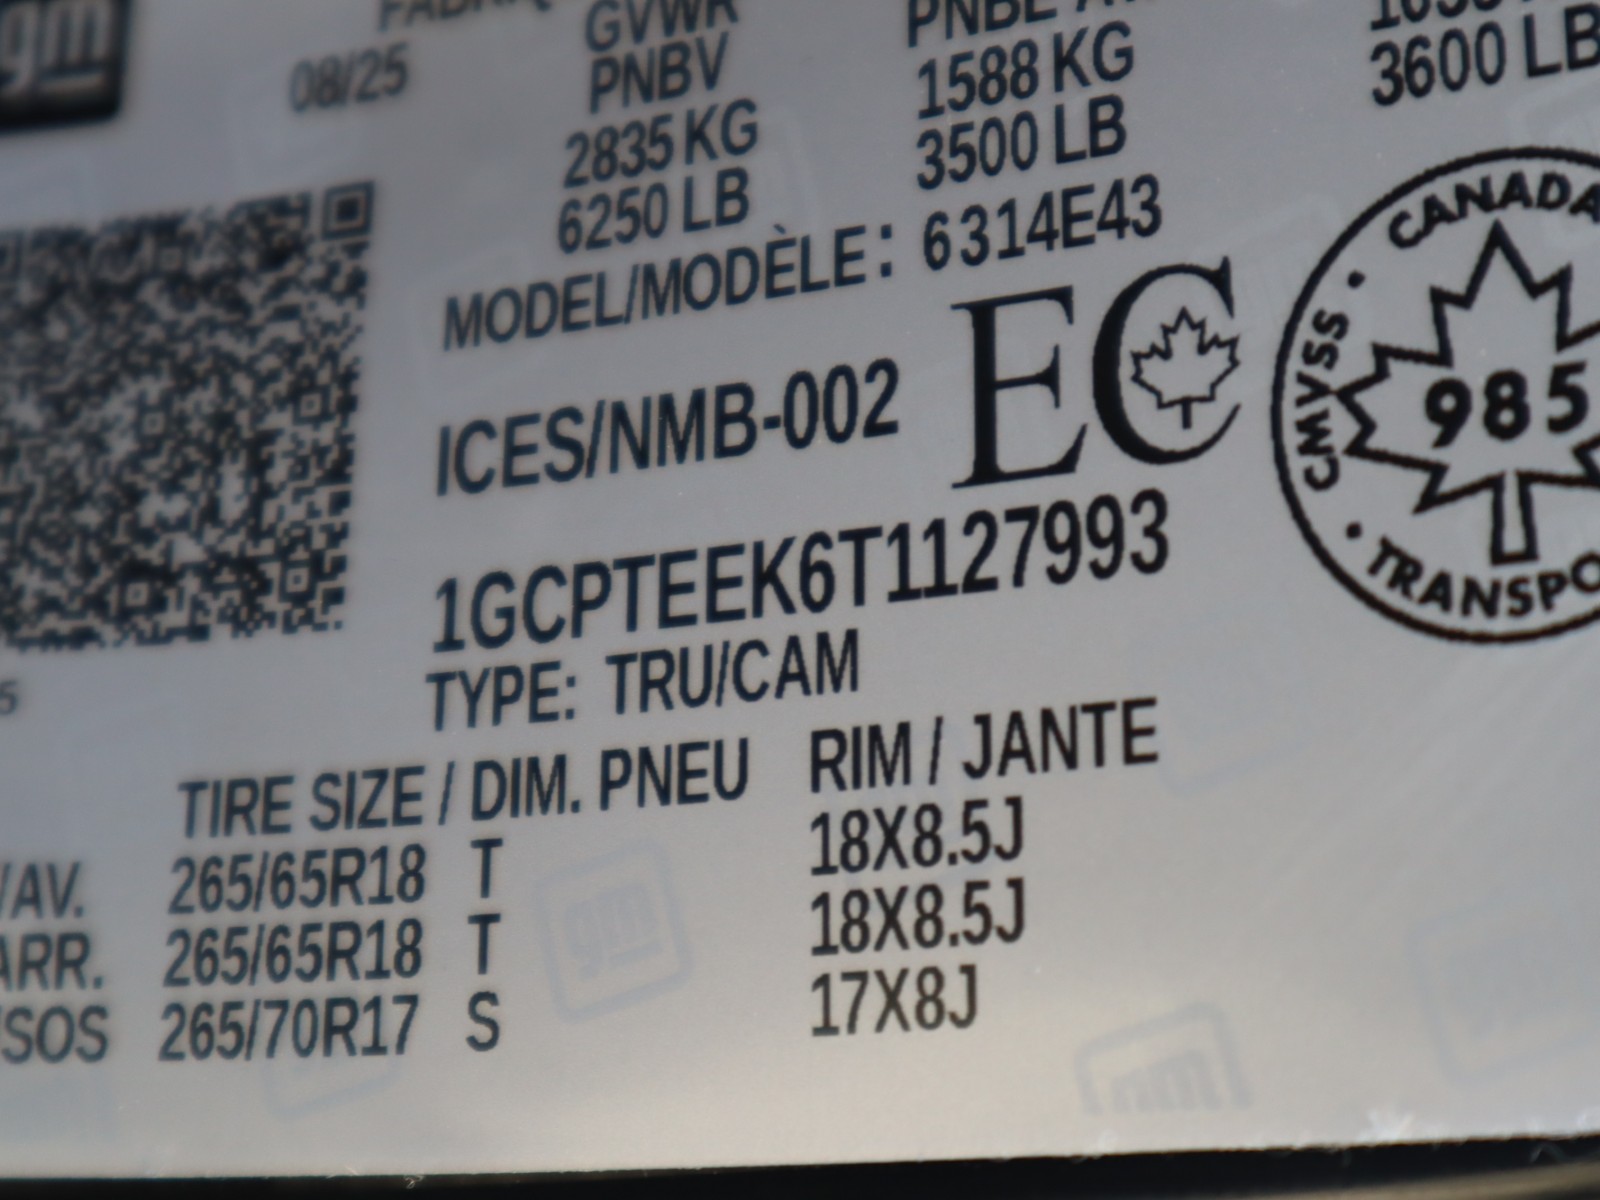 gm
08/25
GVWR
PNBV
2835 KG
6250 LB
1588 KG
3500 LB
3600 LB
MODEL/MODÈLE: 6314E43
ICES/NMB-002
EC
CANADA
CMVSS
985
1GCPTEEK6T1127993
TYPE: TRU/CAM
TIRE SIZE / DIM. PNEU RIM / JANTE
/AV. 265/65R18 T 18X8.5J
ARR. 265/65R18 T 18X8.5J
/SOS 265/70R17 S 17X8J
gm